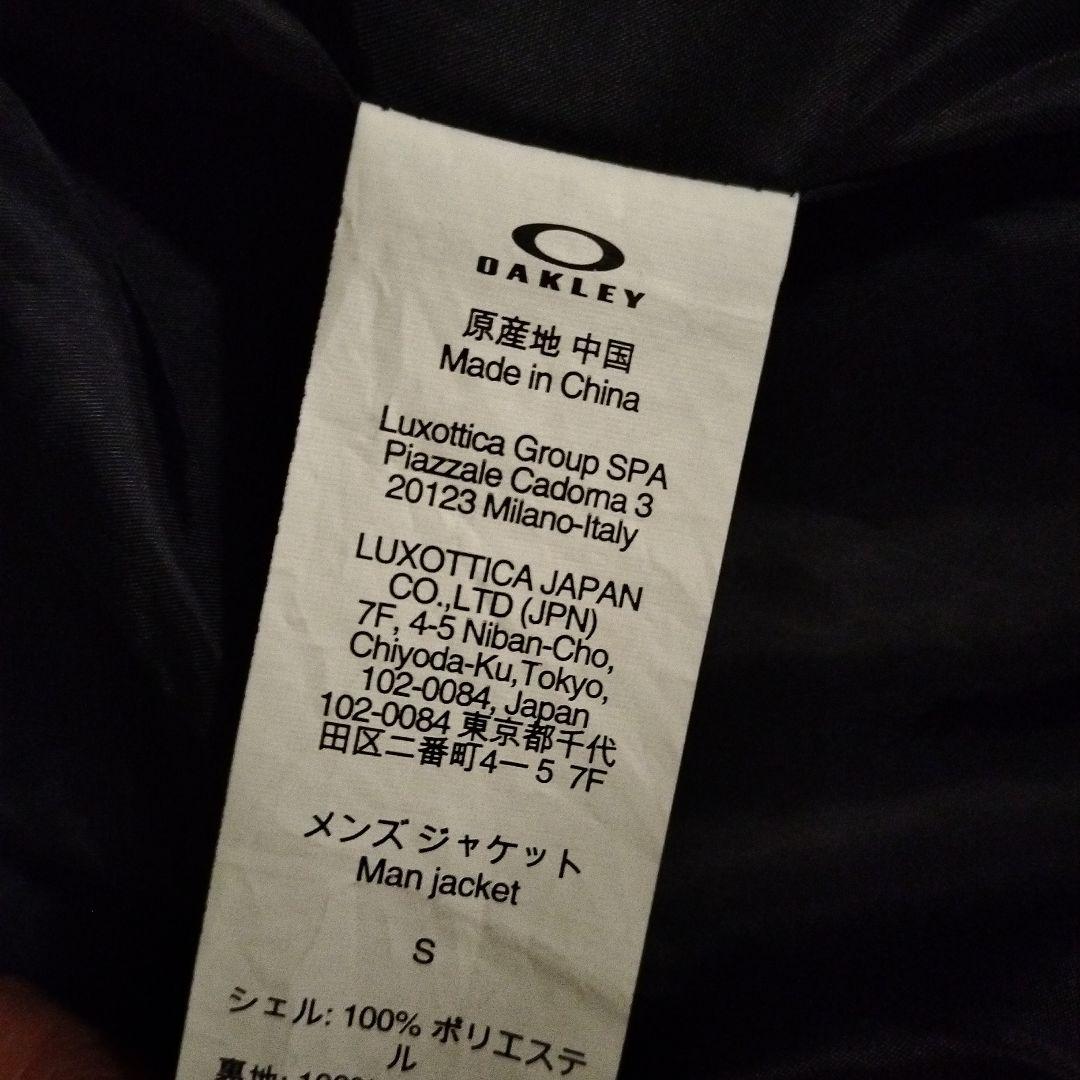 OAKLEY
原産地 中国
Made in China
Luxottica Group SPA
Piazzale Cadorna 3
20123 Milano-Italy
LUXOTTICA JAPAN
CO.,LTD (JPN)
7F, 4-5 Niban-Cho,
Chiyoda-Ku,Tokyo,
102-0084, Japan
102-0084 東京都千代
田区二番町4ー5 7F
メンズ ジャケット
Man jacket
S
シェル: 100% ポリエステ
ル
裏地: 100%